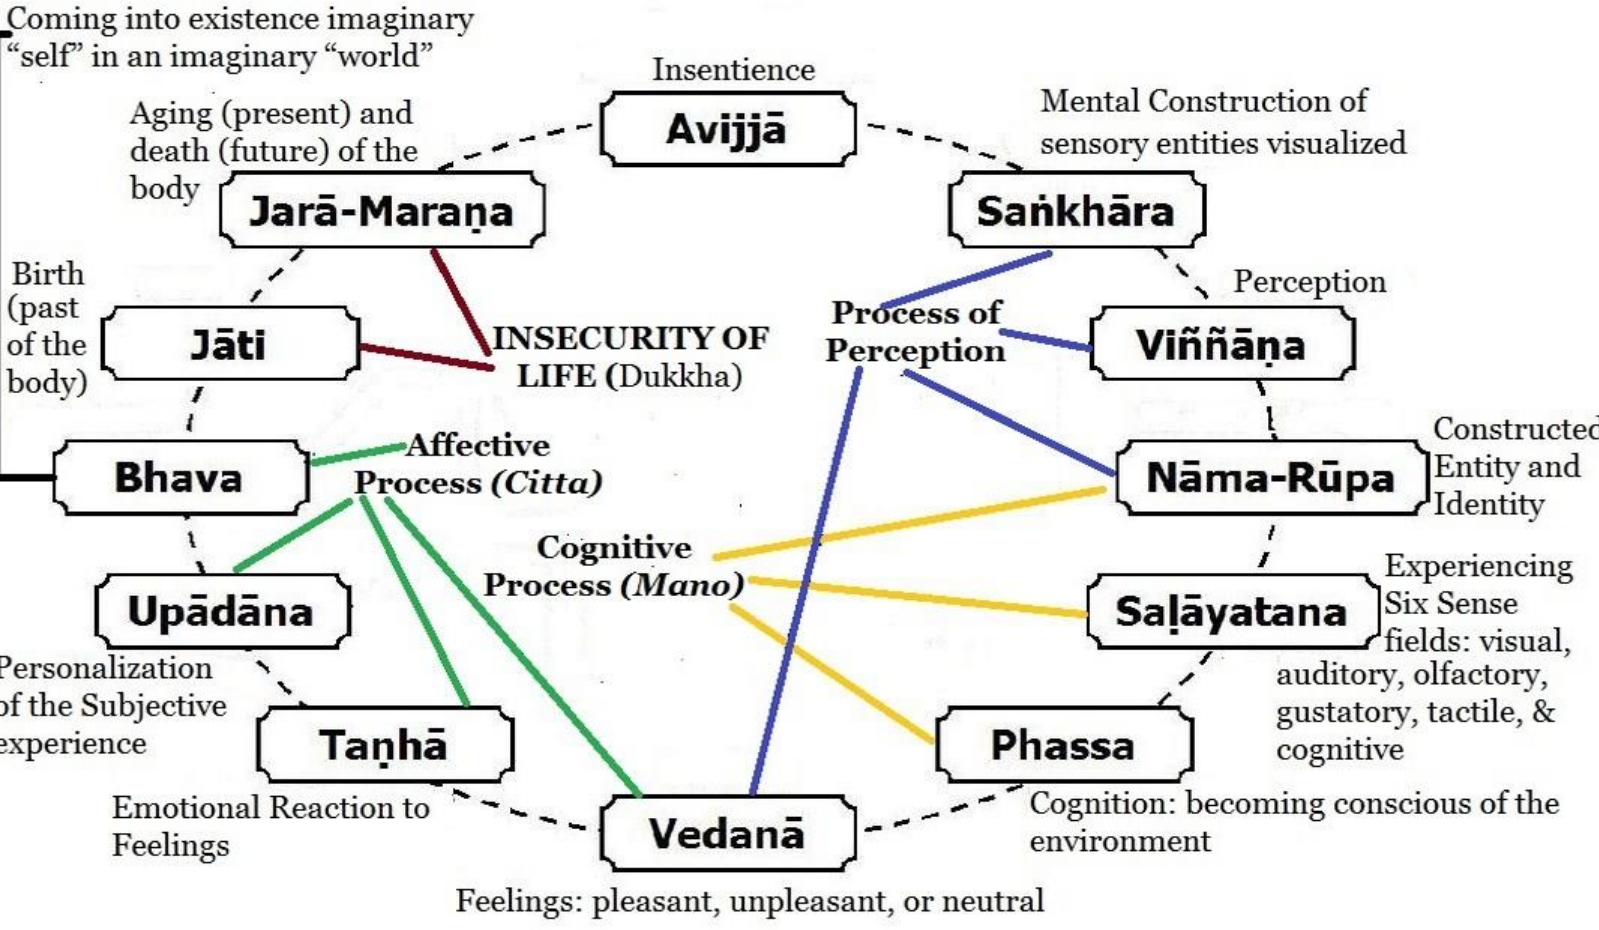 Coming into existence imaginary
“self” in an imaginary “world”
Insentience
Avijjā
Mental Construction of
sensory entities visualized
Saṅkhāra
Aging (present) and
death (future) of the
body
Jarā-Maraṇa
Perception
Viññāṇa
Birth
(past
of the
body)
Jāti
INSECURITY OF
LIFE (Dukkha)
Process of
Perception
Constructed
Entity and
Identity
Nāma-Rūpa
Bhava
Affective
Process (Citta)
Cognitive
Process (Mano)
Experiencing
Six Sense
fields: visual,
auditory, olfactory,
gustatory, tactile, &
cognitive
Saḷāyatana
Upādāna
Personalization
of the Subjective
experience
Taṇhā
Emotional Reaction to
Feelings
Phassa
Cognition: becoming conscious of the
environment
Vedanā
Feelings: pleasant, unpleasant, or neutral